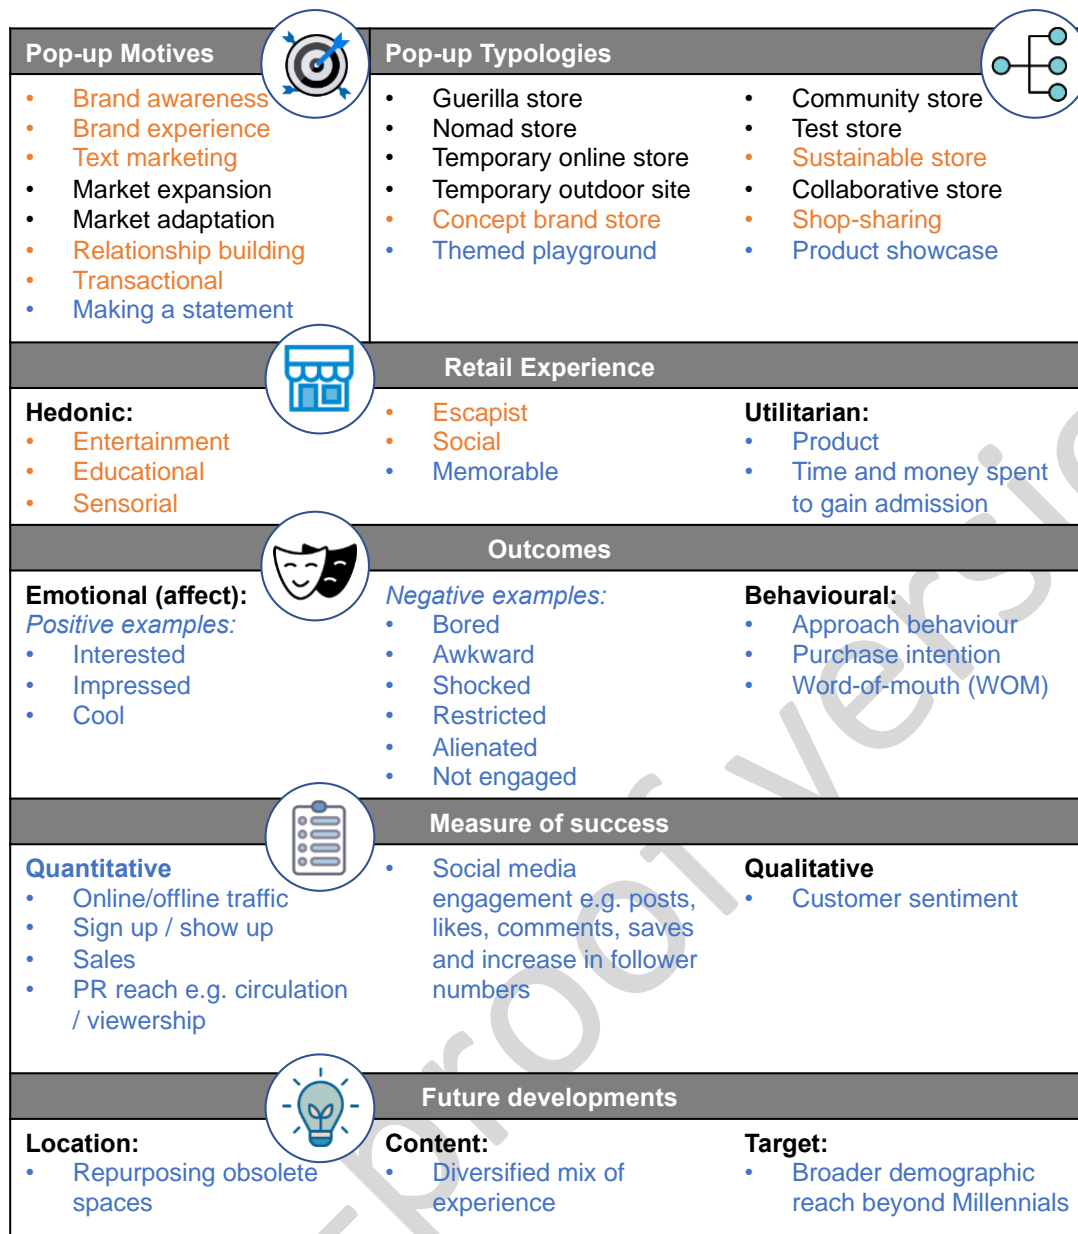 Pop-up Motives
• Brand awareness
• Brand experience
• Text marketing
• Market expansion
• Market adaptation
• Relationship building
• Transactional
• Making a statement
Pop-up Typologies
• Guerilla store
• Nomad store
• Temporary online store
• Temporary outdoor site
• Concept brand store
• Themed playground
• Community store
• Test store
• Sustainable store
• Collaborative store
• Shop-sharing
• Product showcase
Retail Experience
Hedonic:
• Entertainment
• Educational
• Sensorial
• Escapist
• Social
• Memorable
Utilitarian:
• Product
• Time and money spent
to gain admission
Outcomes
Emotional (affect):
Positive examples:
• Interested
• Impressed
• Cool
Negative examples:
• Bored
• Awkward
• Shocked
• Restricted
• Alienated
• Not engaged
Behavioural:
• Approach behaviour
• Purchase intention
• Word-of-mouth (WOM)
Measure of success
Quantitative
• Online/offline traffic
• Sign up / show up
• Sales
• PR reach e.g. circulation
/ viewership
• Social media
engagement e.g. posts,
likes, comments, saves
and increase in follower
numbers
Qualitative
• Customer sentiment
Future developments
Location:
• Repurposing obsolete
spaces
Content:
• Diversified mix of
experience
Target:
• Broader demographic
reach beyond Millennials
-proof versio